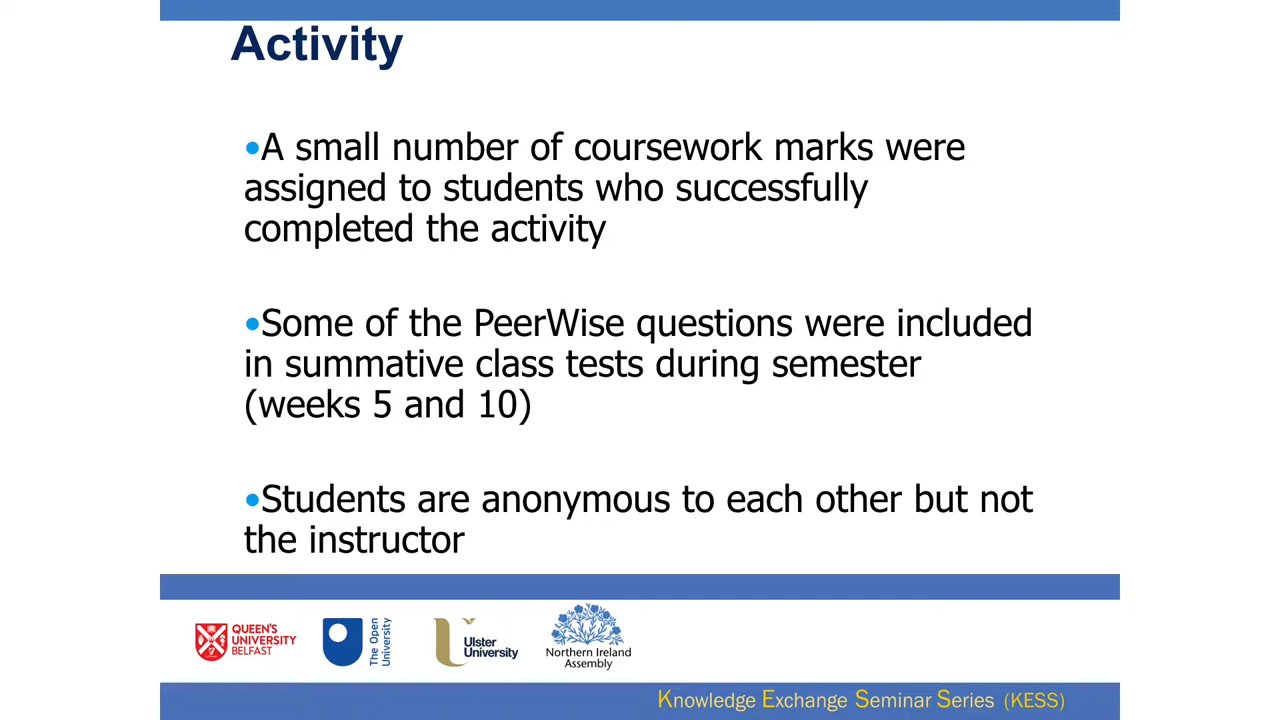 Activity
•A small number of coursework marks were
assigned to students who successfully
completed the activity
•Some of the PeerWise questions were included
in summative class tests during semester
(weeks 5 and 10)
•Students are anonymous to each other but not
the instructor
QUEEN'S
UNIVERSITY
BELFAST
The Open
University
Ulster
University
Northern Ireland
Assembly
Knowledge Exchange Seminar Series (KESS)